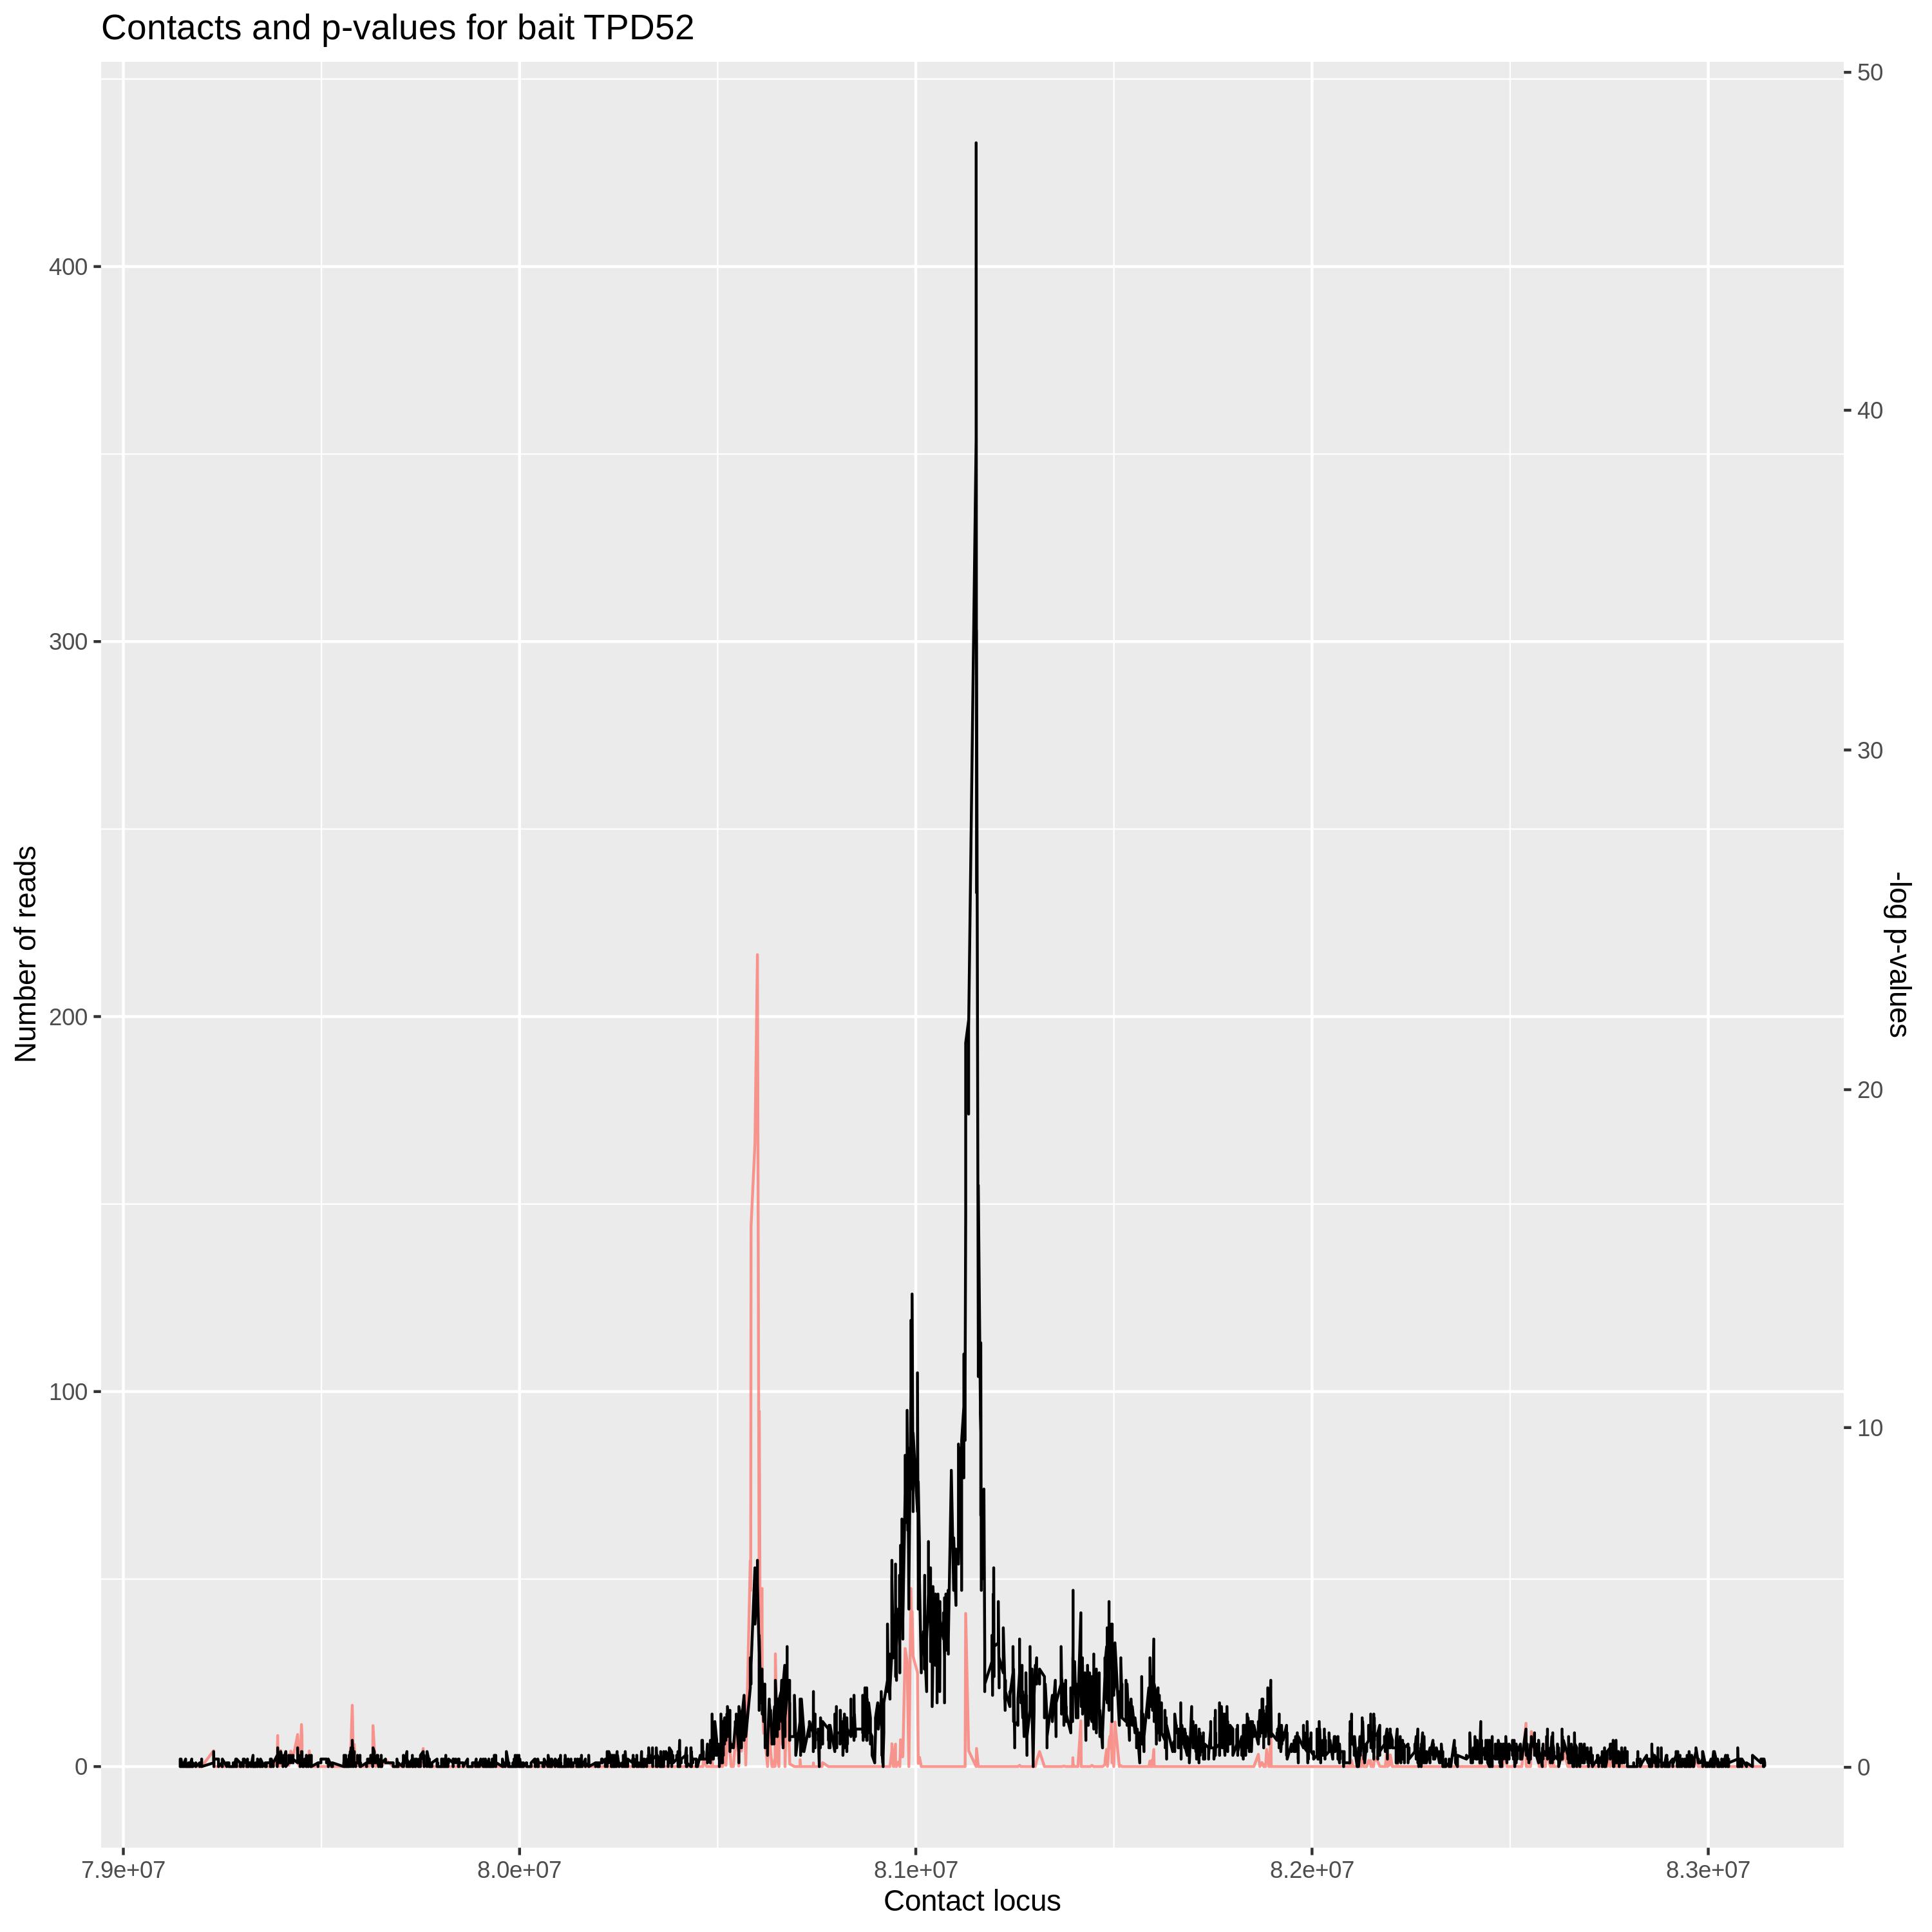 Contacts and p-values for bait TPD52
50
400
40
300
30
Number of reads
-log p-values
200
20
100
10
0
0
7.9e+07
8.0e+07
8.1e+07
8.2e+07
8.3e+07
Contact locus